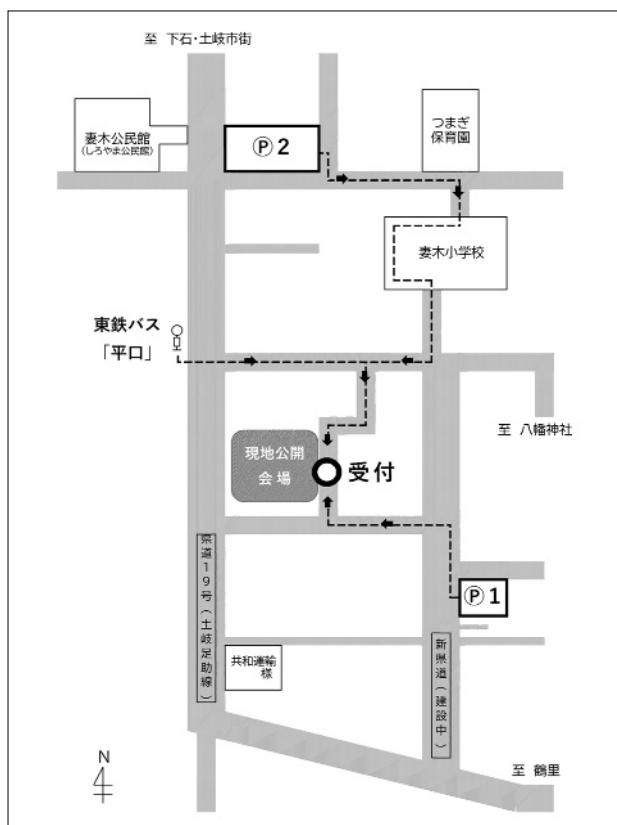 至 下石・土岐市街
妻木公民館
(しろやま公民館)
Ⓟ2
つまぎ
保育園
妻木小学校
東鉄バス
「平口」
至 八幡神社
現地公開
会場
受付
県道19号(土岐足助線)
Ⓟ1
共和運輸
様
新県道(建設中)
N
至 鶴里